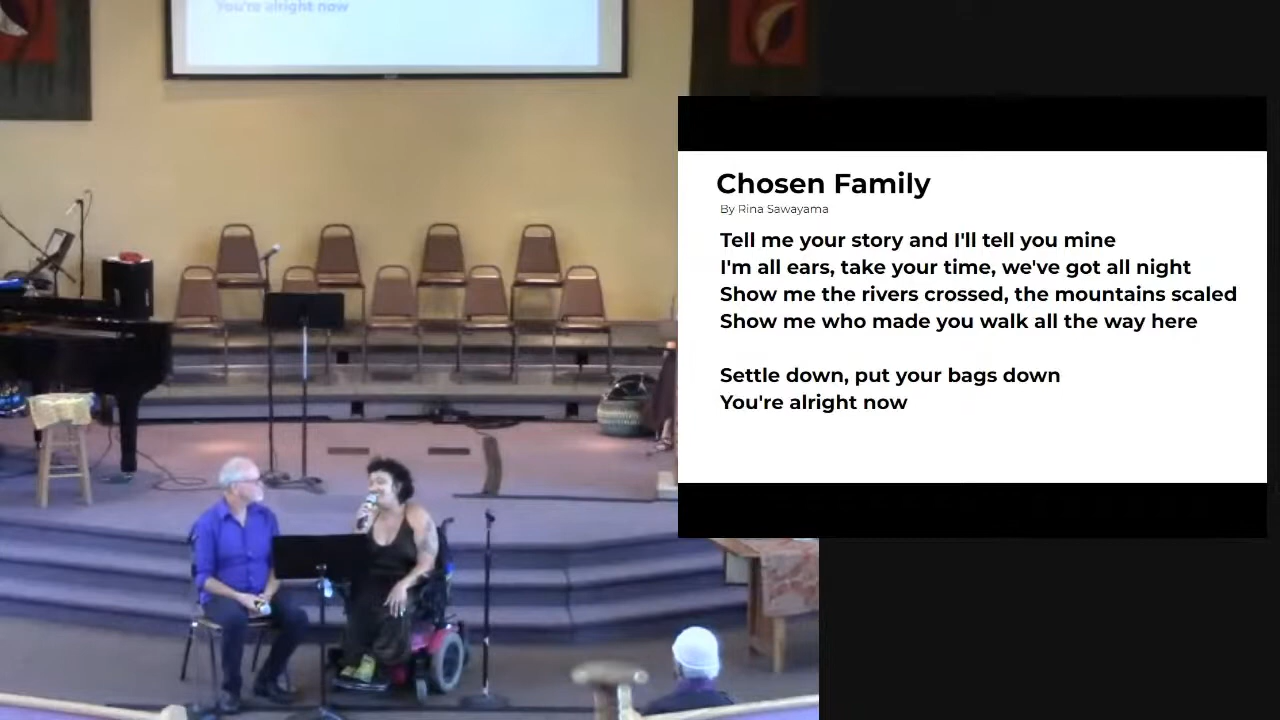 You're alright now
Chosen Family
By Rina Sawayama
Tell me your story and I'll tell you mine
I'm all ears, take your time, we've got all night
Show me the rivers crossed, the mountains scaled
Show me who made you walk all the way here
Settle down, put your bags down
You're alright now